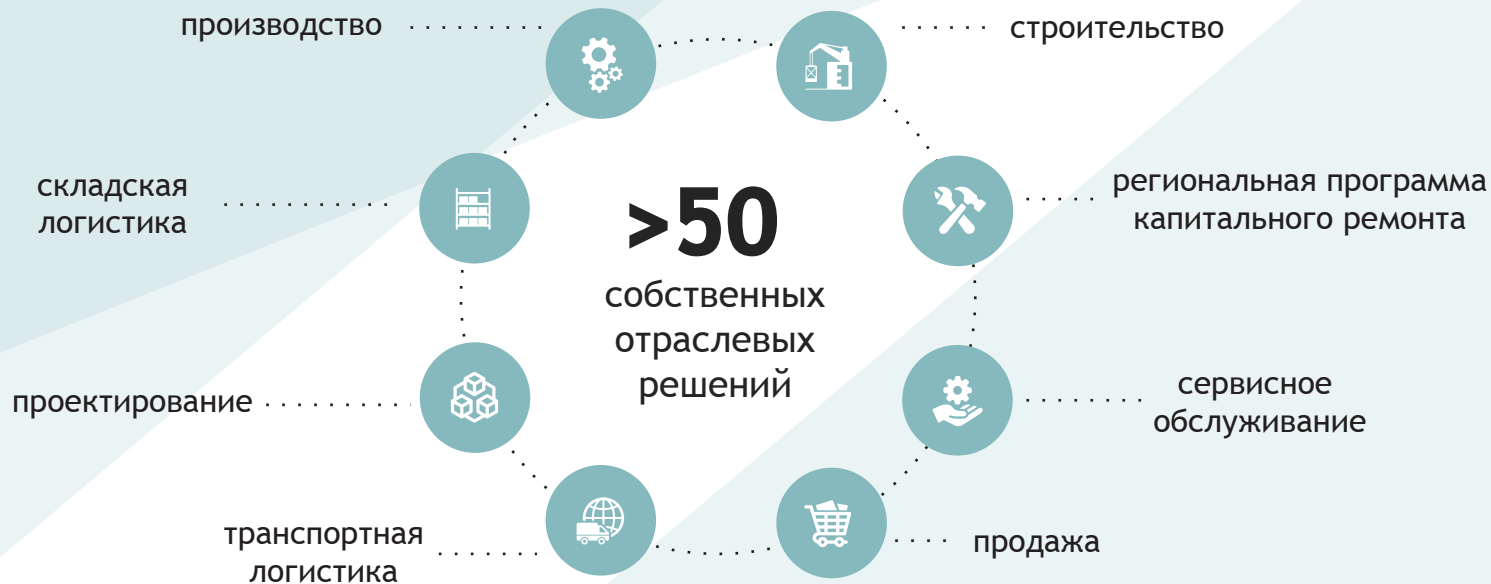 производство
строительство
складская
логистика
региональная программа
капитального ремонта
>50
собственных
отраслевых
решений
проектирование
сервисное
обслуживание
транспортная
логистика
продажа